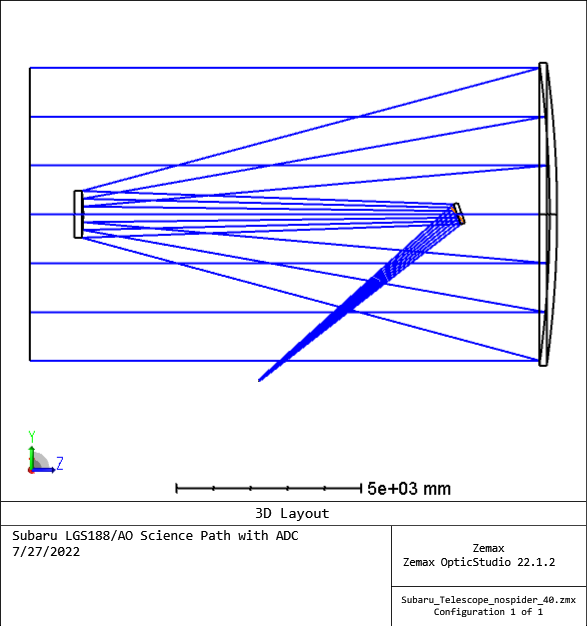 Y
Z
5e+03 mm
3D Layout
Subaru LGS188/AO Science Path with ADC
7/27/2022
Zemax
Zemax OpticStudio 22.1.2
Subaru_Telescope_nospider_40.zmx
Configuration 1 of 1